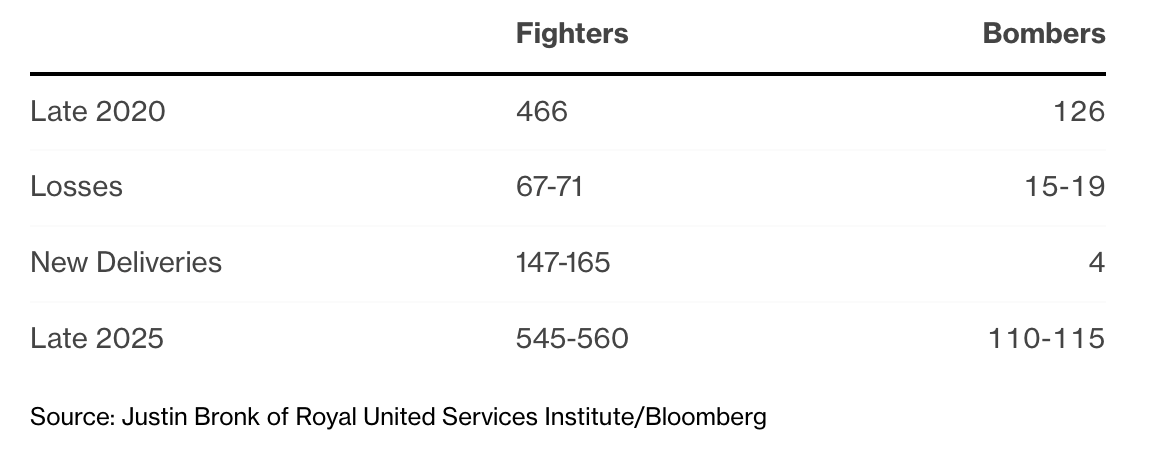 Fighters Bombers
Late 2020 466 126
Losses 67-71 15-19
New Deliveries 147-165 4
Late 2025 545-560 110-115
Source: Justin Bronk of Royal United Services Institute/Bloomberg